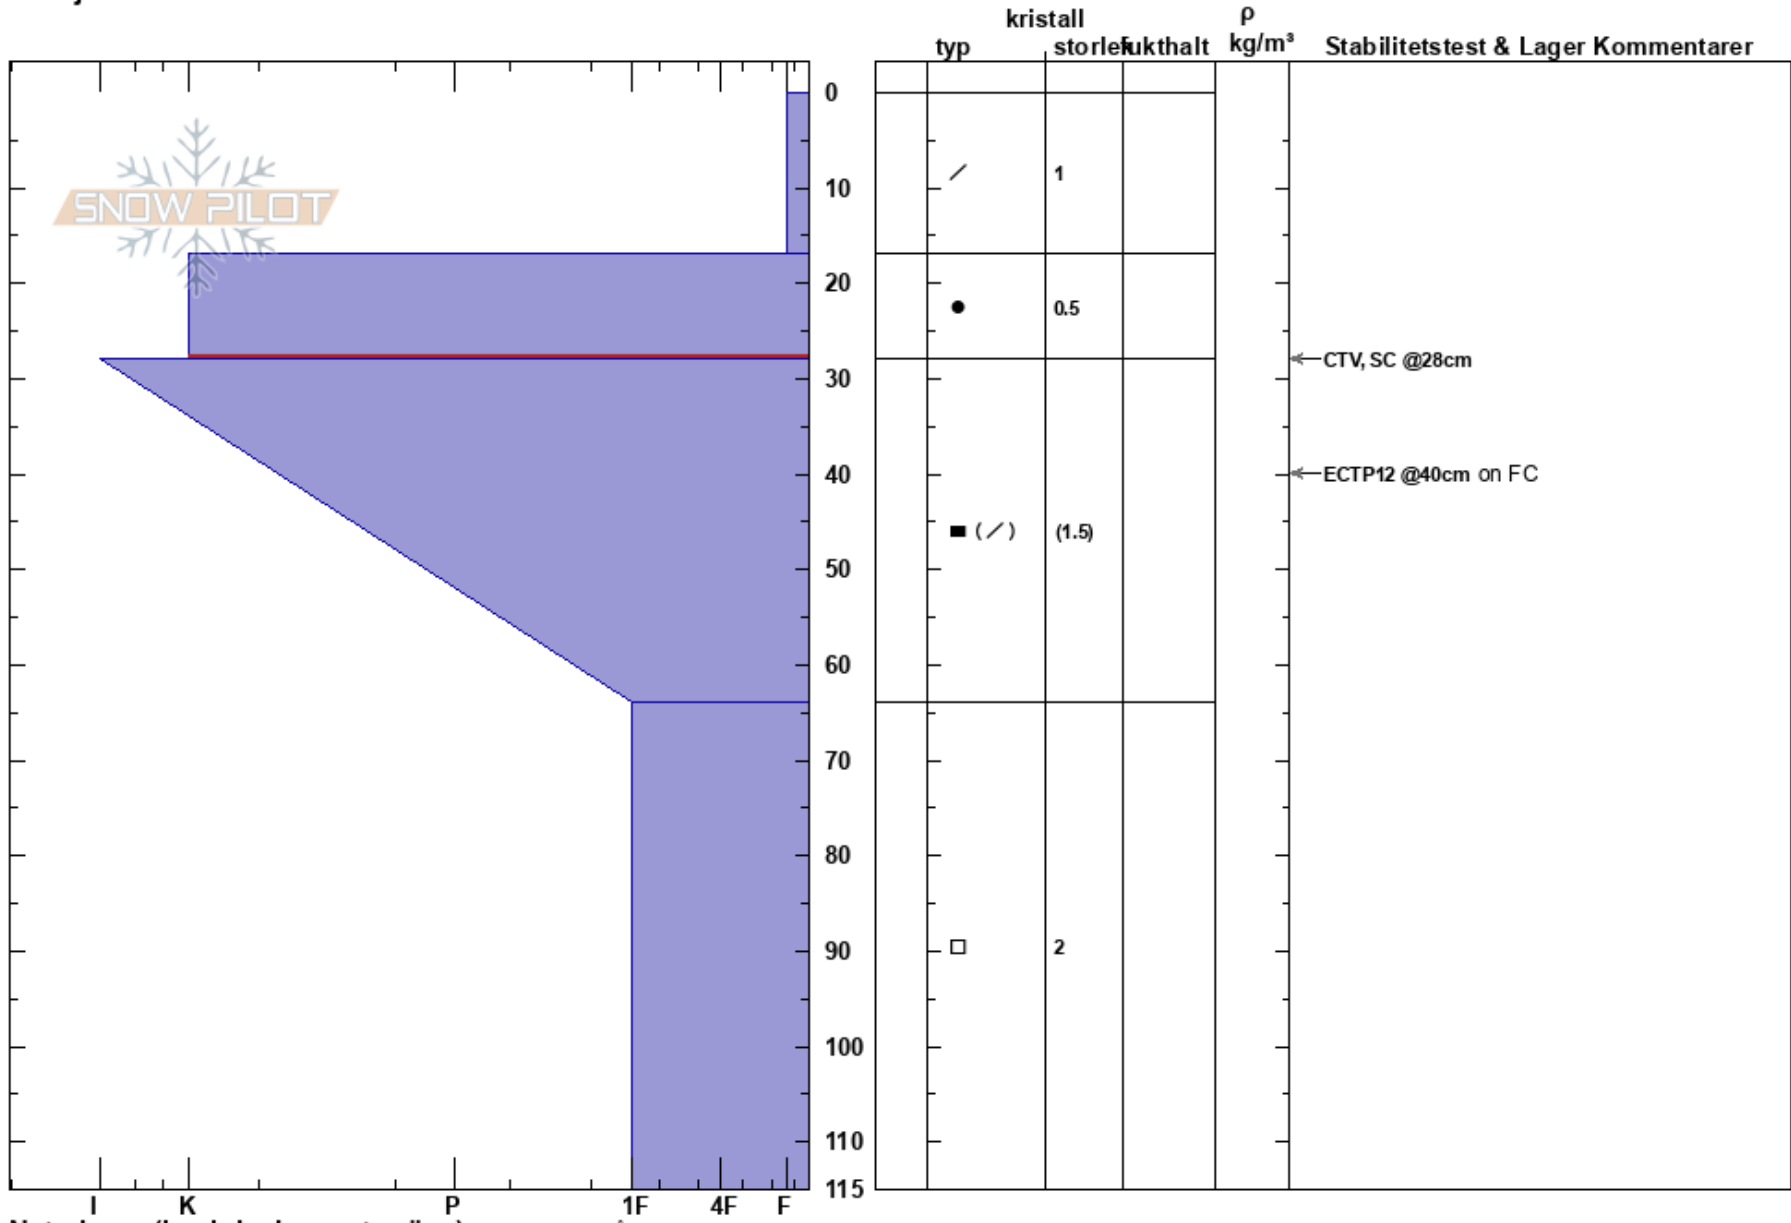 kristall
ρ
typ
storlek
fukthalt
kg/m³
Stabilitetstest & Lager Kommentarer
SNOW PILOT
0
1
10
20
0.5
CTV, SC @28cm
30
40
ECTP12 @40cm on FC
( ) (1.5)
50
60
70
80
90
2
100
110
115
I K P 1F 4F F